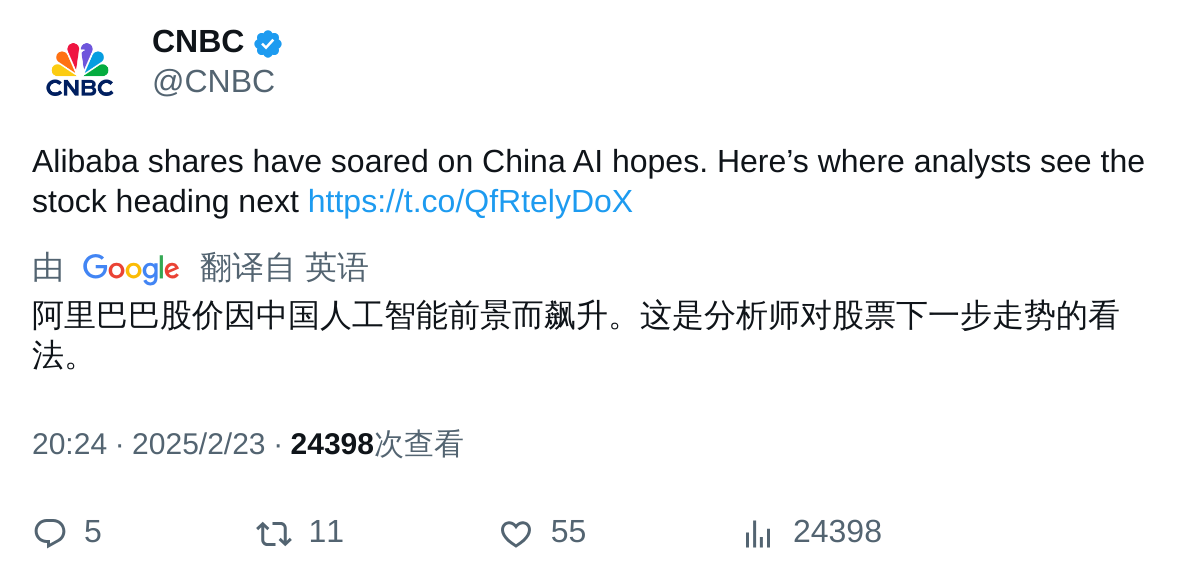 CNBC
CNBC
@CNBC
Alibaba shares have soared on China AI hopes. Here’s where analysts see the
stock heading next https://t.co/QfRtelyDoX
由 Google 翻译自 英语
阿里巴巴股价因中国人工智能前景而飙升。这是分析师对股票下一步走势的看
法。
20:24 · 2025/2/23 · 24398次查看
5 11 55 24398